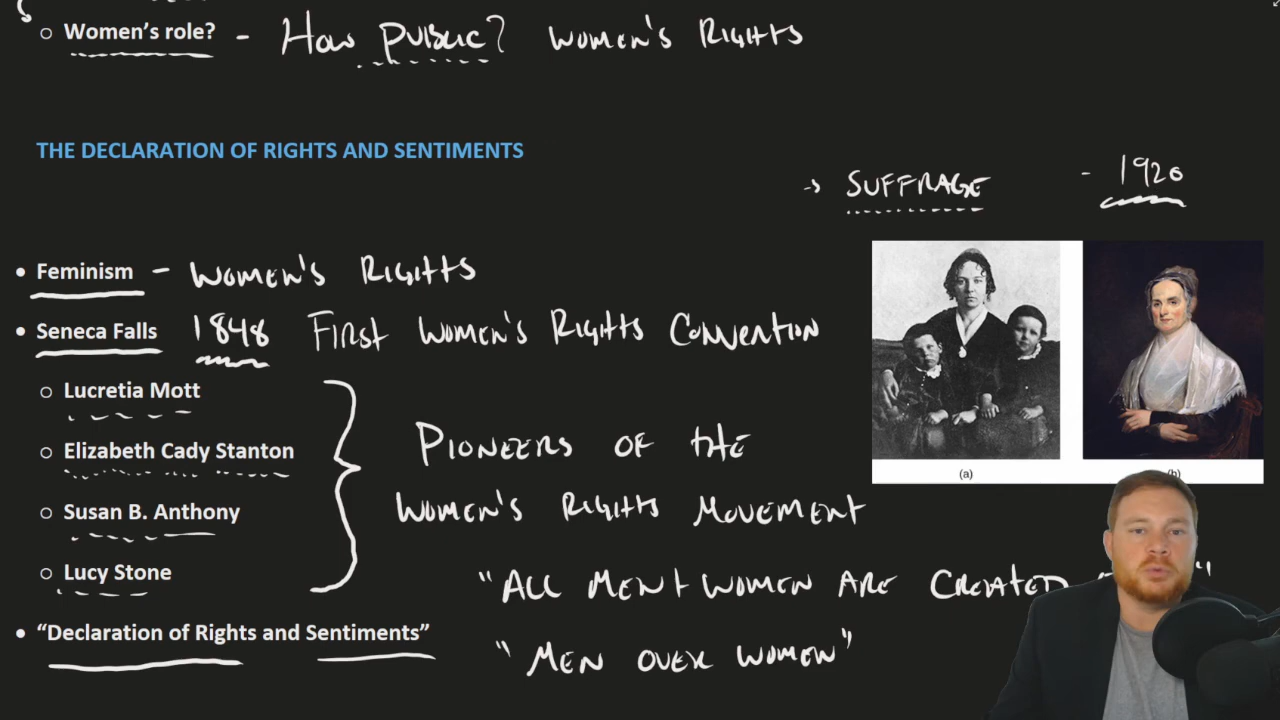 Women's role? - How public? Women's Rights
THE DECLARATION OF RIGHTS AND SENTIMENTS
→ SUFFRAGE - 1920
• Feminism - WOMEN'S RIGHTS
• Seneca Falls 1848 First Women's Rights Convention
Lucretia Mott
Elizabeth Cady Stanton
Susan B. Anthony
Lucy Stone
PIONEERS OF THE
WOMEN'S RIGHTS MOVEMENT
(a)
"ALL MEN + WOMEN ARE CREATED "
• "Declaration of Rights and Sentiments"
"MEN OVER WOMEN"